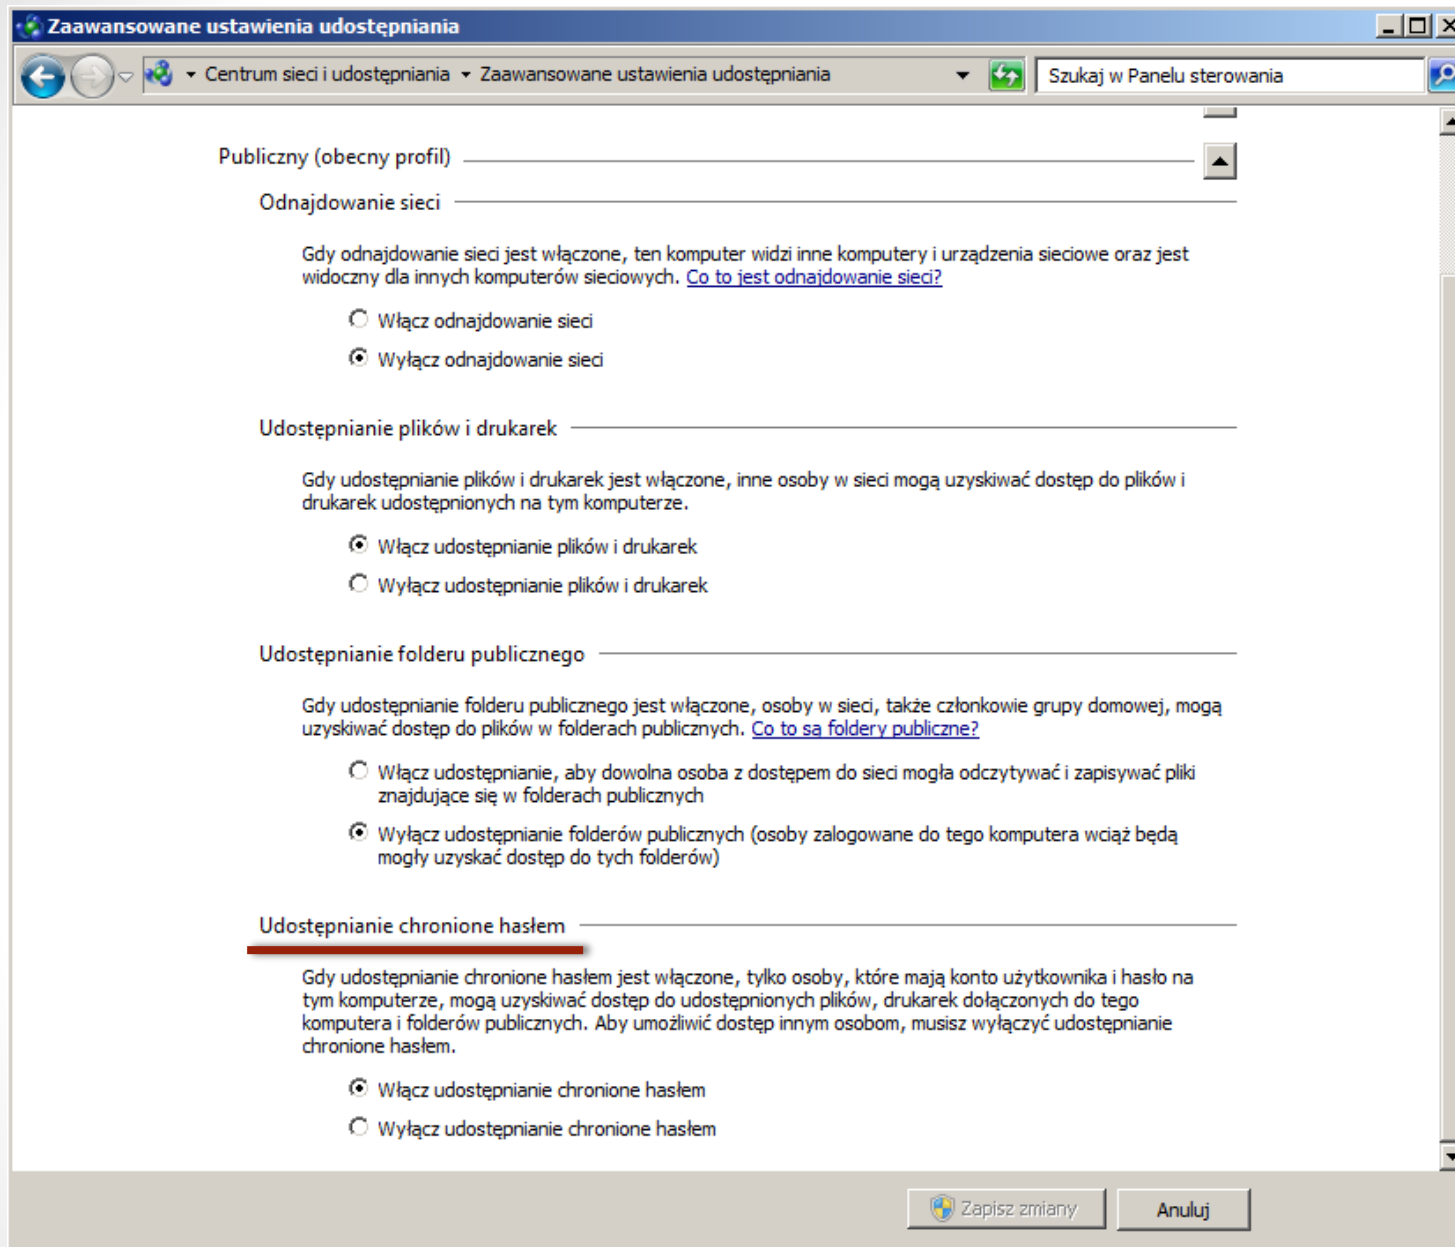 Zaawansowane ustawienia udostępniania
Centrum sieci i udostępniania Zaawansowane ustawienia udostępniania Szukaj w Panelu sterowania
Publiczny (obecny profil)
Odnajdowanie sieci
Gdy odnajdowanie sieci jest włączone, ten komputer widzi inne komputery i urządzenia sieciowe oraz jest
widoczny dla innych komputerów sieciowych. Co to jest odnajdowanie sieci?
Włącz odnajdowanie sieci
Wyłącz odnajdowanie sieci
Udostępnianie plików i drukarek
Gdy udostępnianie plików i drukarek jest włączone, inne osoby w sieci mogą uzyskiwać dostęp do plików i
drukarek udostępnionych na tym komputerze.
Włącz udostępnianie plików i drukarek
Wyłącz udostępnianie plików i drukarek
Udostępnianie folderu publicznego
Gdy udostępnianie folderu publicznego jest włączone, osoby w sieci, także członkowie grupy domowej, mogą
uzyskiwać dostęp do plików w folderach publicznych. Co to są foldery publiczne?
Włącz udostępnianie, aby dowolna osoba z dostępem do sieci mogła odczytywać i zapisywać pliki
znajdujące się w folderach publicznych
Wyłącz udostępnianie folderów publicznych (osoby zalogowane do tego komputera wciąż będą
mogły uzyskać dostęp do tych folderów)
Udostępnianie chronione hasłem
Gdy udostępnianie chronione hasłem jest włączone, tylko osoby, które mają konto użytkownika i hasło na
tym komputerze, mogą uzyskiwać dostęp do udostępnionych plików, drukarek dołączonych do tego
komputera i folderów publicznych. Aby umożliwić dostęp innym osobom, musisz wyłączyć udostępnianie
chronione hasłem.
Włącz udostępnianie chronione hasłem
Wyłącz udostępnianie chronione hasłem
Zapisz zmiany Anuluj